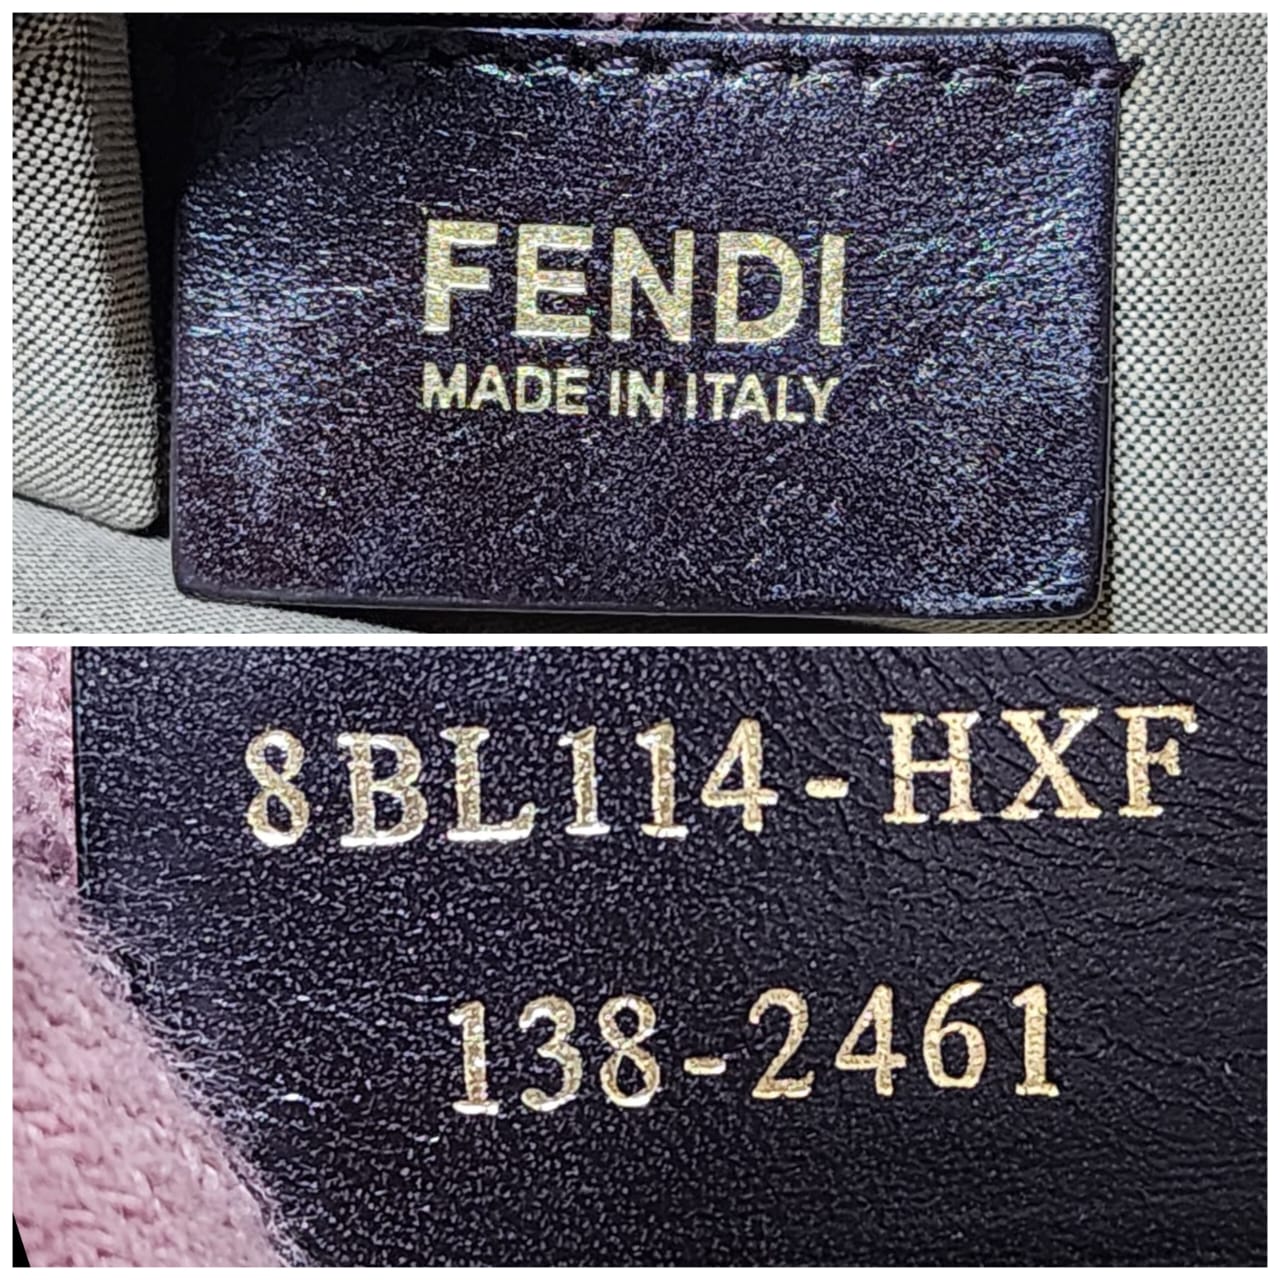 FENDI
MADE IN ITALY
8BL114-HXF
138-2461